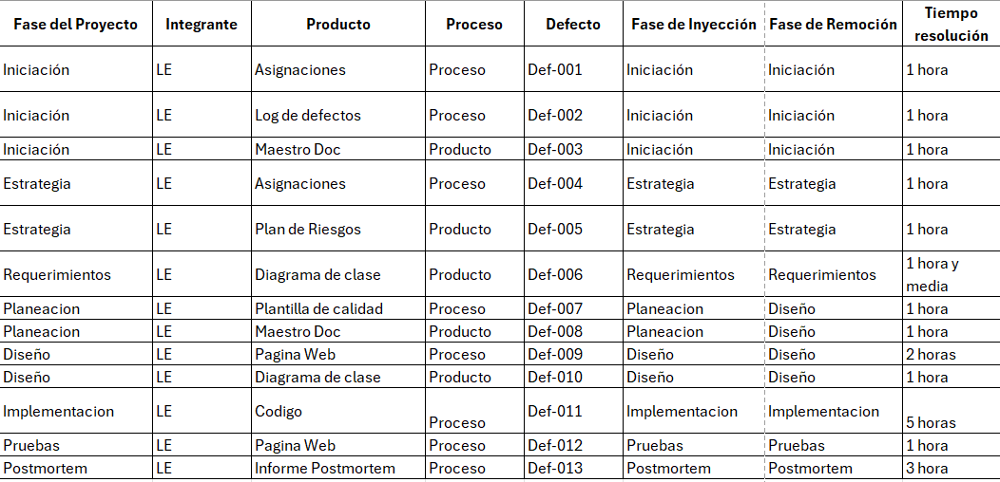 Fase del Proyecto Integrante Producto Proceso Defecto Fase de Inyección Fase de Remoción Tiempo resolución
Iniciación LE Asignaciones Proceso Def-001 Iniciación Iniciación 1 hora
Iniciación LE Log de defectos Proceso Def-002 Iniciación Iniciación 1 hora
Iniciación LE Maestro Doc Producto Def-003 Iniciación Iniciación 1 hora
Estrategia LE Asignaciones Proceso Def-004 Estrategia Estrategia 1 hora
Estrategia LE Plan de Riesgos Producto Def-005 Estrategia Estrategia 1 hora
Requerimientos LE Diagrama de clase Producto Def-006 Requerimientos Requerimientos 1 hora y media
Planeacion LE Plantilla de calidad Proceso Def-007 Planeacion Diseño 1 hora
Planeacion LE Maestro Doc Producto Def-008 Planeacion Diseño 1 hora
Diseño LE Pagina Web Proceso Def-009 Diseño Diseño 2 horas
Diseño LE Diagrama de clase Producto Def-010 Diseño Diseño 1 hora
Implementacion LE Codigo Proceso Def-011 Implementacion Implementacion 5 horas
Pruebas LE Pagina Web Proceso Def-012 Pruebas Pruebas 1 hora
Postmortem LE Informe Postmortem Proceso Def-013 Postmortem Postmortem 3 hora